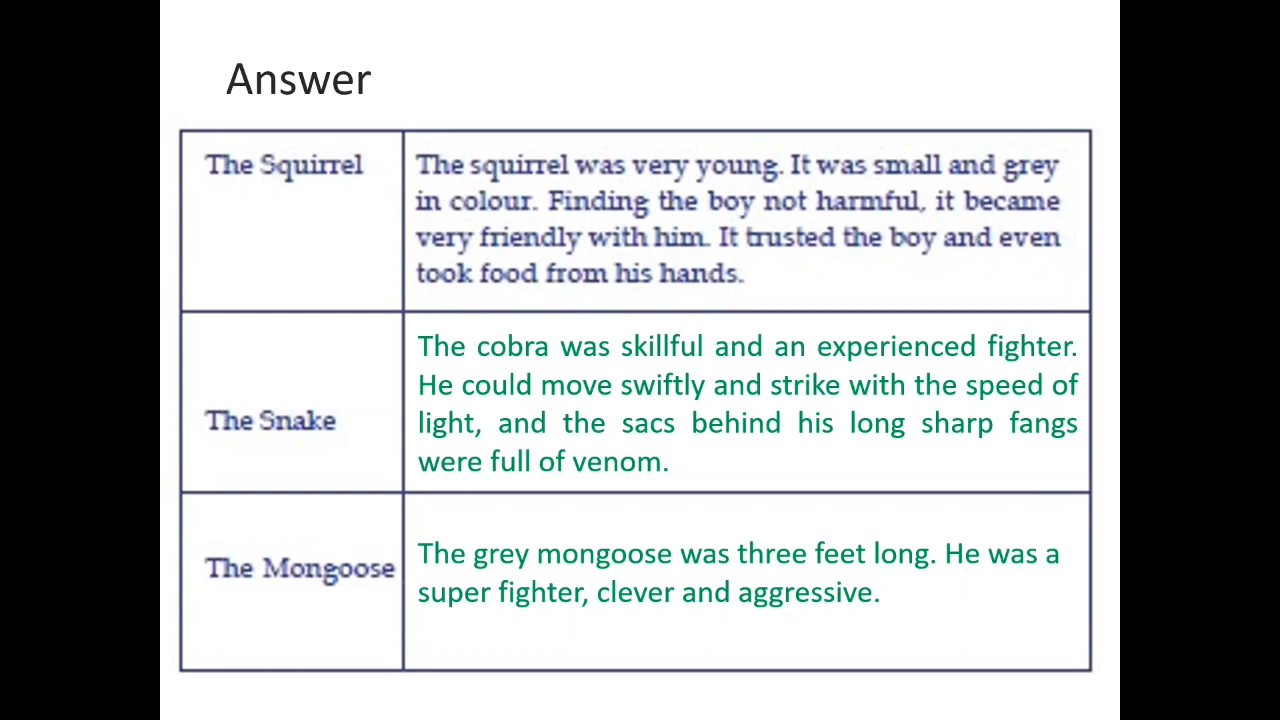 Answer
The Squirrel
The squirrel was very young. It was small and grey
in colour. Finding the boy not harmful, it became
very friendly with him. It trusted the boy and even
took food from his hands.
The Snake
The cobra was skillful and an experienced fighter.
He could move swiftly and strike with the speed of
light, and the sacs behind his long sharp fangs
were full of venom.
The Mongoose
The grey mongoose was three feet long. He was a
super fighter, clever and aggressive.